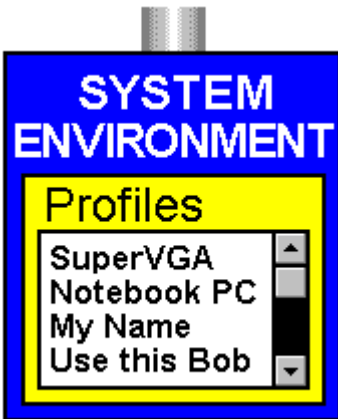 SYSTEM
ENVIRONMENT
Profiles
SuperVGA
Notebook PC
My Name
Use this Bob